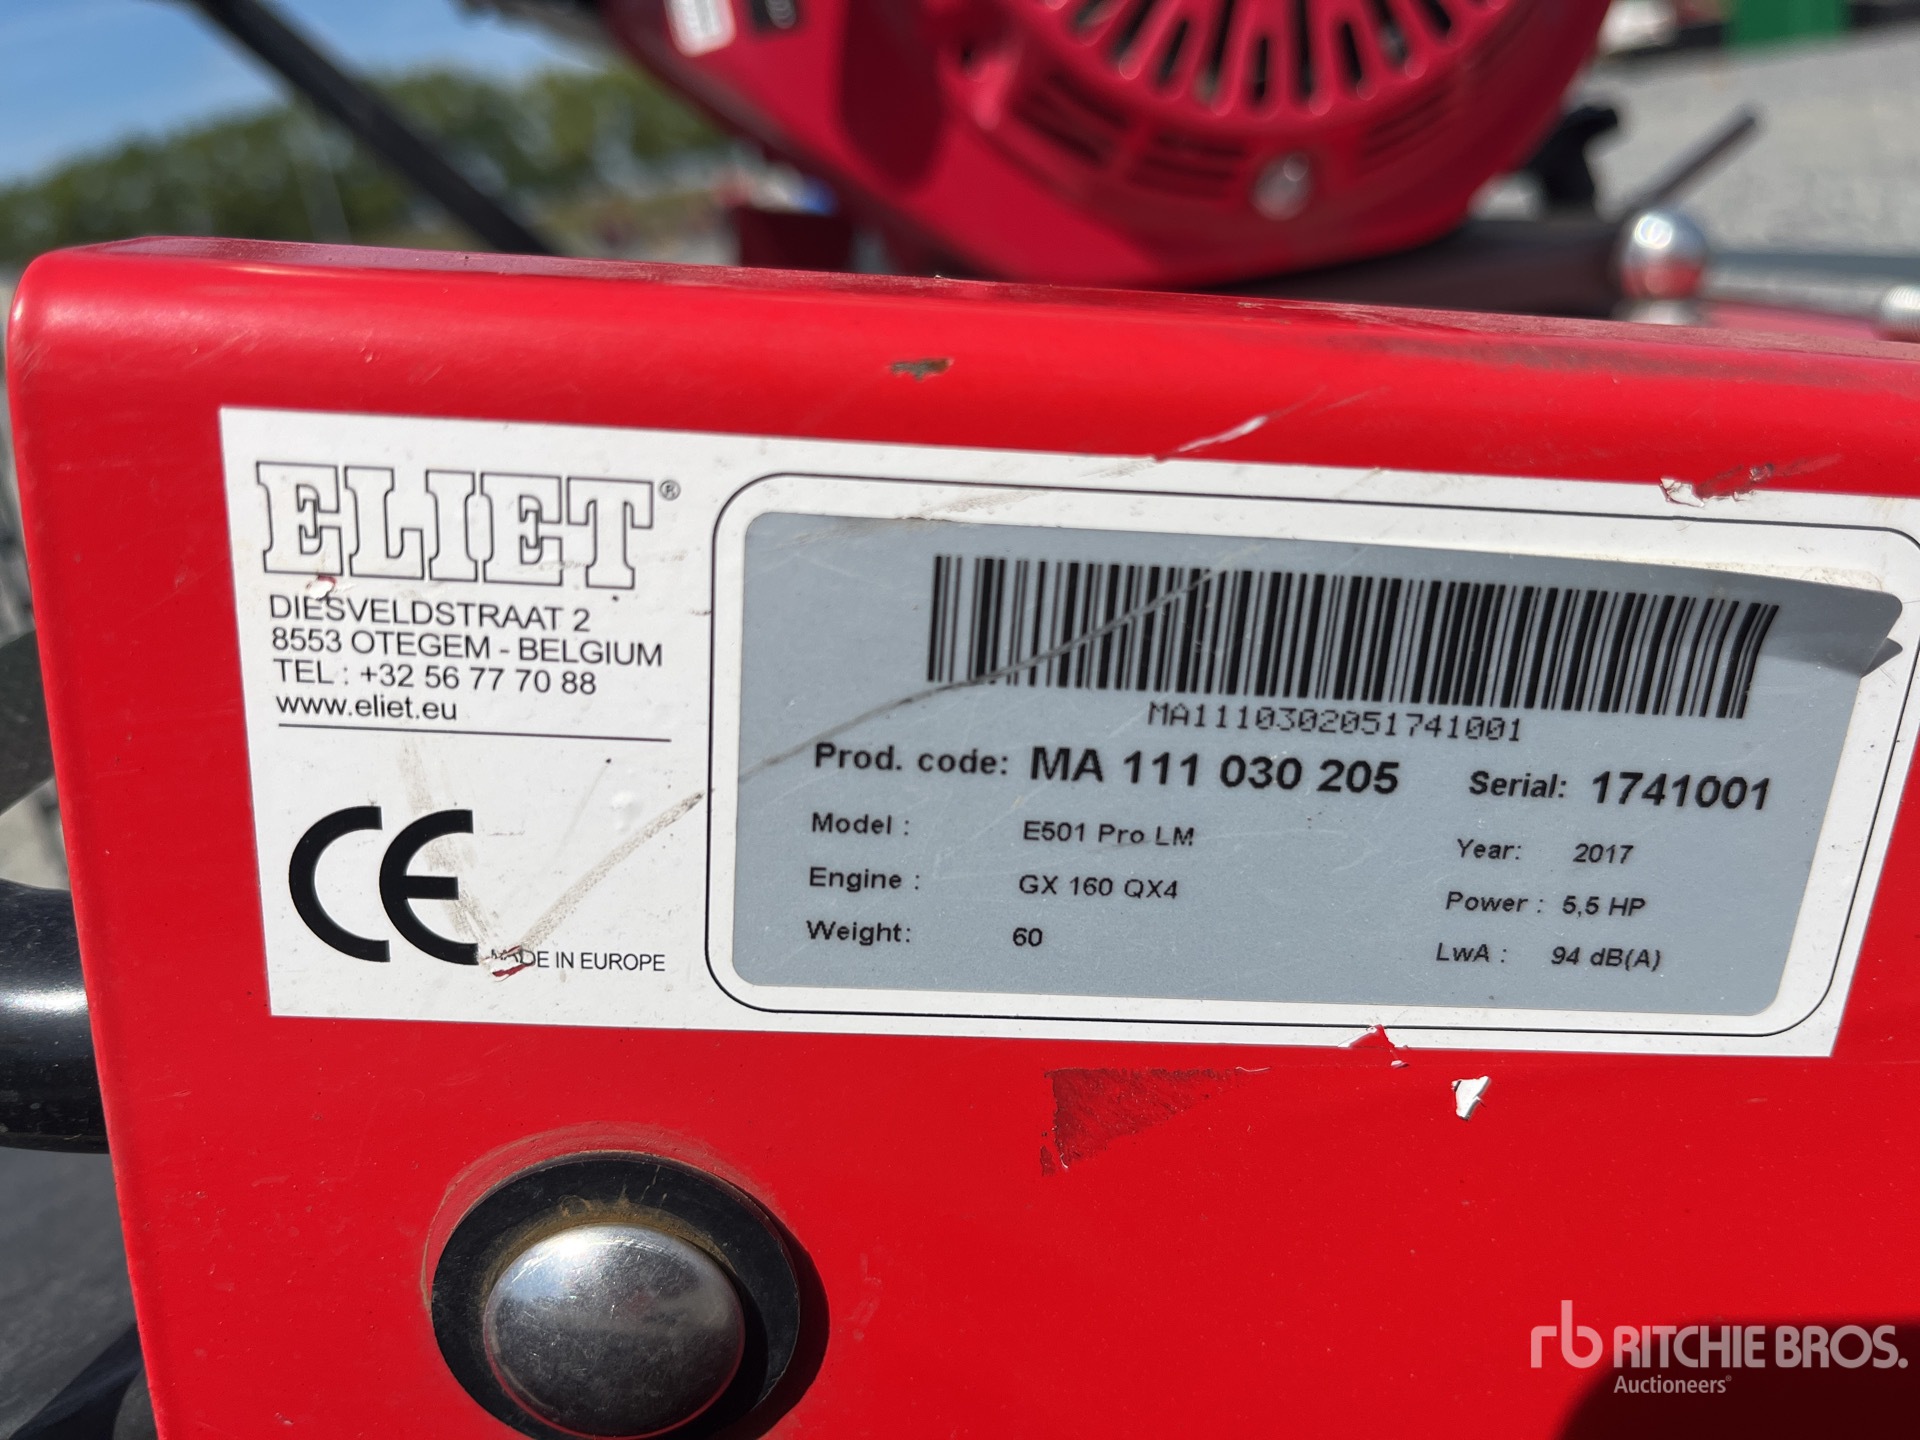 ELIET®
DIESVELDSTRAAT 2
8553 OTEGEM - BELGIUM
TEL : +32 56 77 70 88
www.eliet.eu
CE
MADE IN EUROPE
MA1110302051741001
Prod. code: MA 111 030 205 Serial: 1741001
Model : E501 Pro LM Year: 2017
Engine : GX 160 QX4 Power : 5,5 HP
Weight: 60 LwA : 94 dB(A)
rb RITCHIE BROS.
Auctioneers®